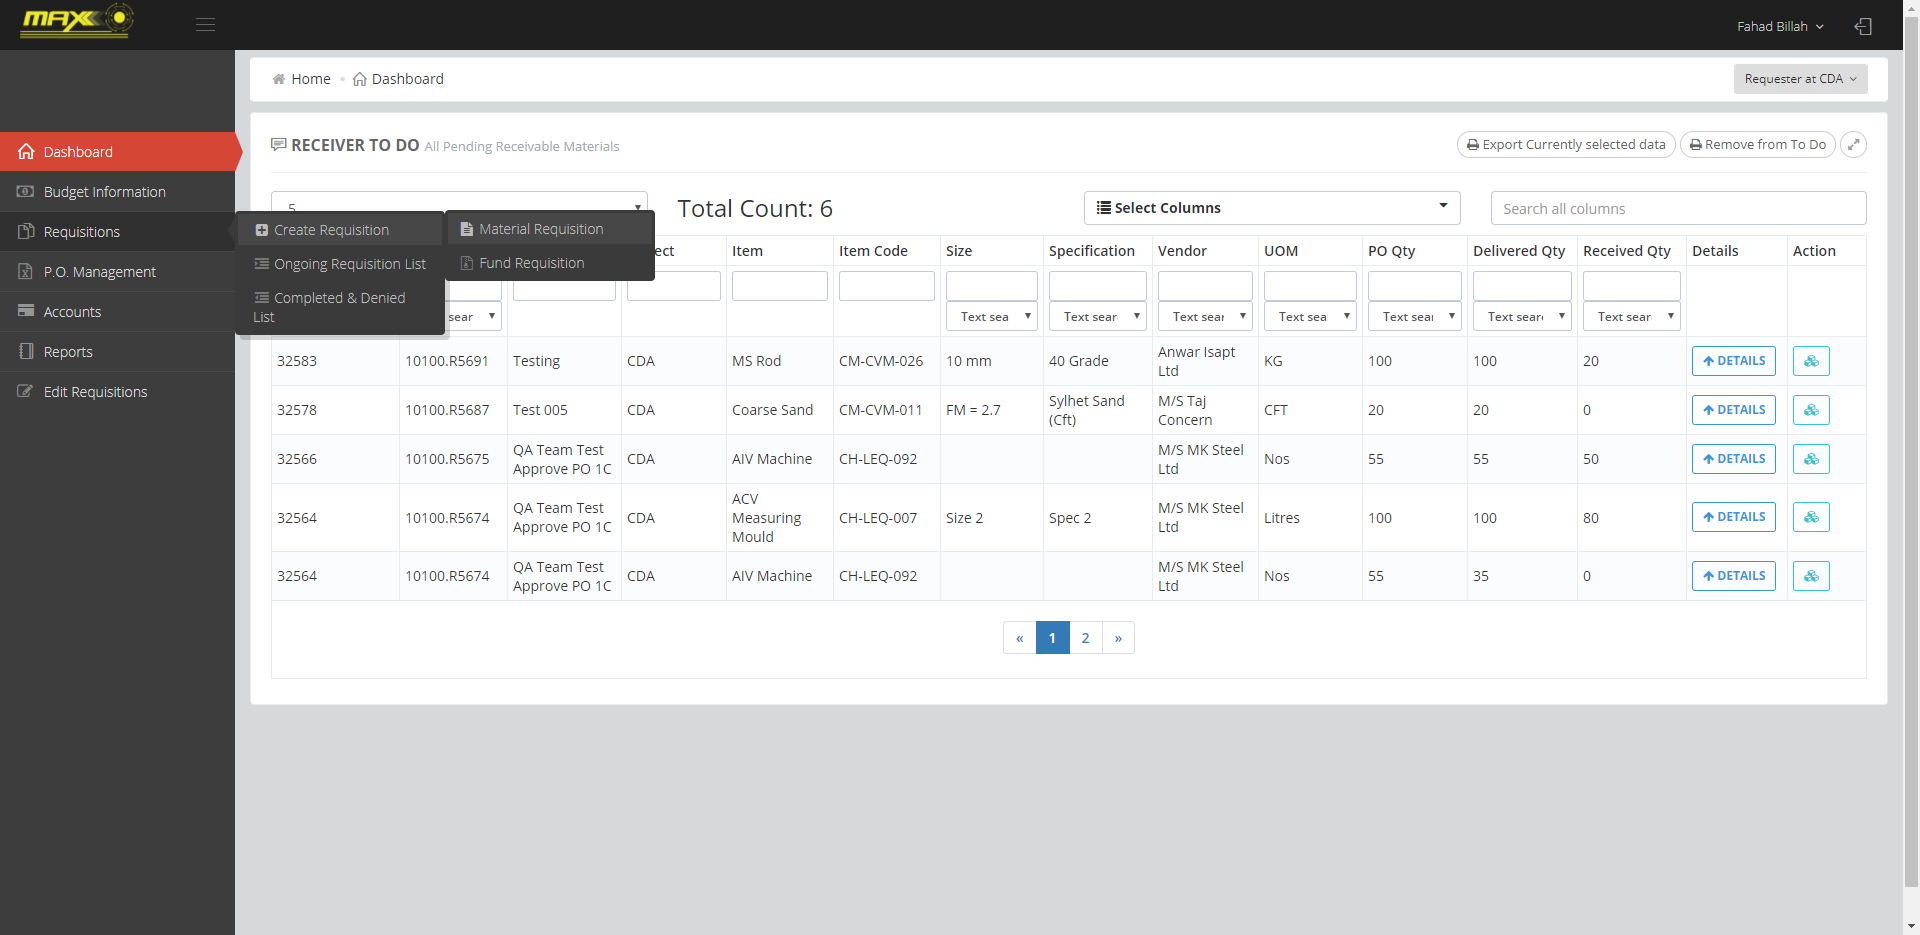 MAX
Fahad Billah
Home
Dashboard
Requester at CDA
Dashboard
Budget Information
Requisitions
P.O. Management
Accounts
Reports
Edit Requisitions
RECEIVER TO DO All Pending Receivable Materials
Export Currently selected data
Remove from To Do
5
Total Count: 6
Select Columns
Search all columns
Create Requisition
Ongoing Requisition List
Completed & Denied
List
Material Requisition
Fund Requisition
ect Item Item Code Size Specification Vendor UOM PO Qty Delivered Qty Received Qty Details Action
sear Text sea Text sear Text sear Text sea Text sea Text sear Text sear
32583 10100.R5691 Testing CDA MS Rod CM-CVM-026 10 mm 40 Grade Anwar Isapt Ltd KG 100 100 20 DETAILS
32578 10100.R5687 Test 005 CDA Coarse Sand CM-CVM-011 FM = 2.7 Sylhet Sand (Cft) M/S Taj Concern CFT 20 20 0 DETAILS
32566 10100.R5675 QA Team Test Approve PO 1C CDA AIV Machine CH-LEQ-092 M/S MK Steel Ltd Nos 55 55 50 DETAILS
32564 10100.R5674 QA Team Test Approve PO 1C CDA ACV Measuring Mould CH-LEQ-007 Size 2 Spec 2 M/S MK Steel Ltd Litres 100 100 80 DETAILS
32564 10100.R5674 QA Team Test Approve PO 1C CDA AIV Machine CH-LEQ-092 M/S MK Steel Ltd Nos 55 35 0 DETAILS
« 1 2 »